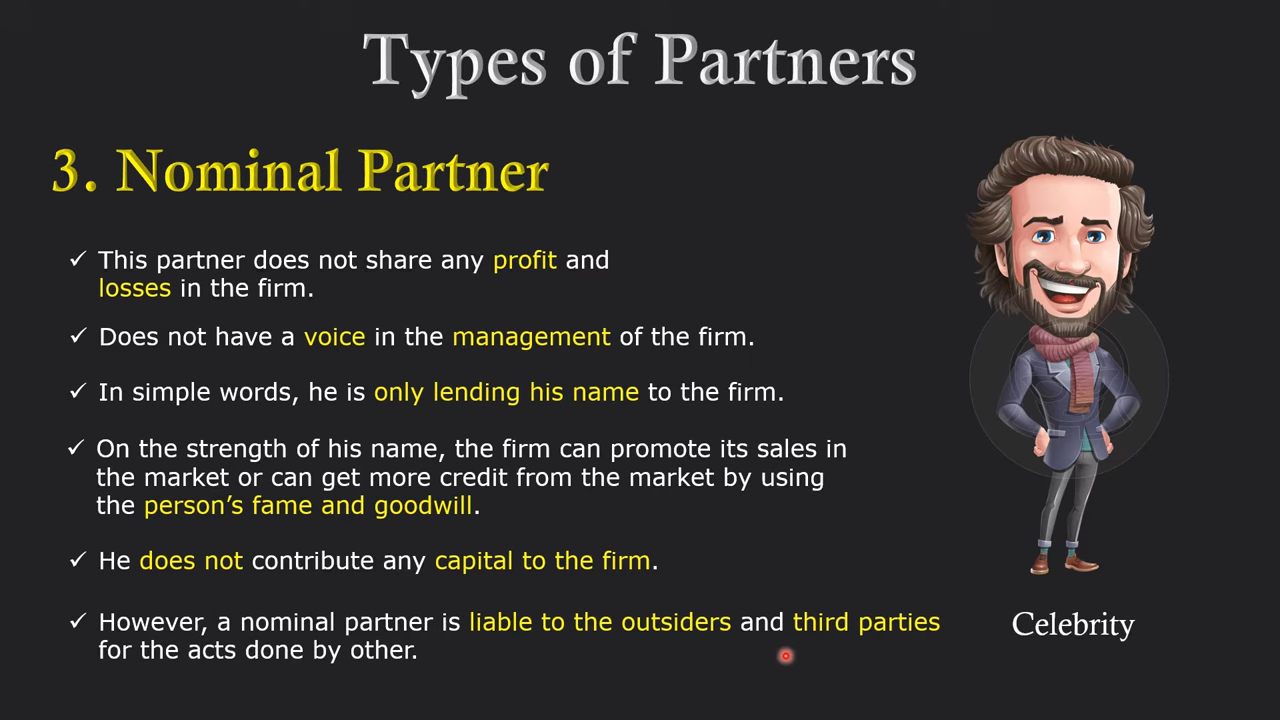 Types of Partners
3. Nominal Partner
✓ This partner does not share any profit and
losses in the firm.
✓ Does not have a voice in the management of the firm.
✓ In simple words, he is only lending his name to the firm.
✓ On the strength of his name, the firm can promote its sales in
the market or can get more credit from the market by using
the person’s fame and goodwill.
✓ He does not contribute any capital to the firm.
✓ However, a nominal partner is liable to the outsiders and third parties
for the acts done by other.
Celebrity